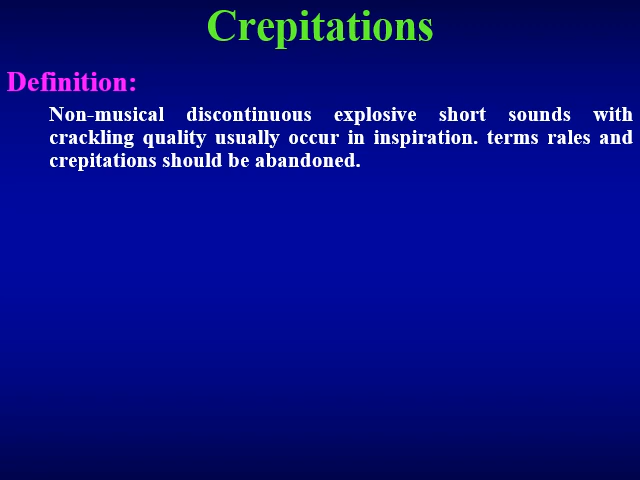 Crepitations
Definition:
Non-musical discontinuous explosive short sounds with
crackling quality usually occur in inspiration. terms rales and
crepitations should be abandoned.